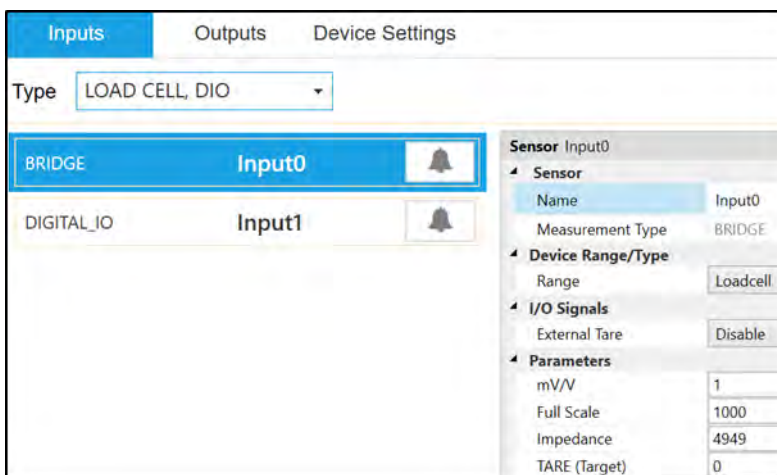 Inputs Outputs Device Settings
Type LOAD CELL, DIO
BRIDGE Input0
DIGITAL_IO Input1
Sensor Input0
Sensor
Name Input0
Measurement Type BRIDGE
Device Range/Type
Range Loadcell
I/O Signals
External Tare Disable
Parameters
mV/V 1
Full Scale 1000
Impedance 4949
TARE (Target) 0